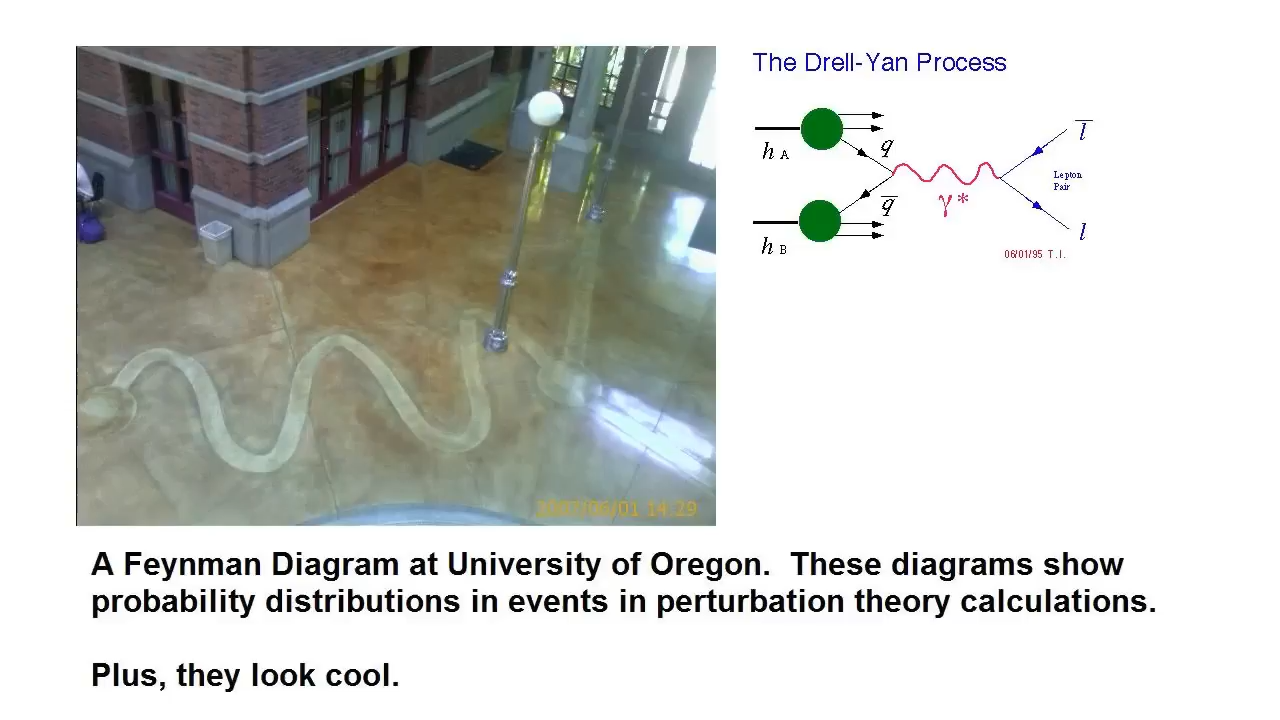 The Drell-Yan Process
h A
q
γ*
q̅
h B
l̅
Lepton
Pair
l
06/01/95 T.I.
2007/06/01 14:29
A Feynman Diagram at University of Oregon.  These diagrams show
probability distributions in events in perturbation theory calculations.
Plus, they look cool.